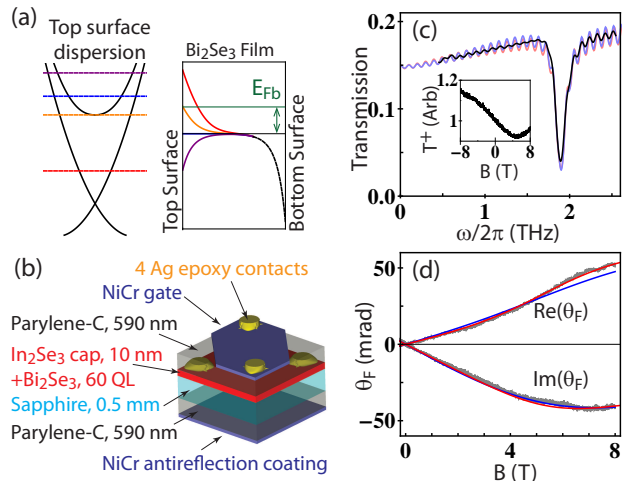 (a)
Top surface
dispersion
Bi2Se3 Film
EFb
Top Surface
Bottom Surface
(b)
4 Ag epoxy contacts
NiCr gate
Parylene-C, 590 nm
In2Se3 cap, 10 nm
+Bi2Se3, 60 QL
Sapphire, 0.5 mm
Parylene-C, 590 nm
NiCr antireflection coating
(c)
0.2
0.1
0.0
Transmission
0
1
2
ω/2π (THz)
1.2
1
T+ (Arb)
-8
0
8
B (T)
(d)
50
0
−50
θF (mrad)
Re(θF)
Im(θF)
0
4
8
B (T)